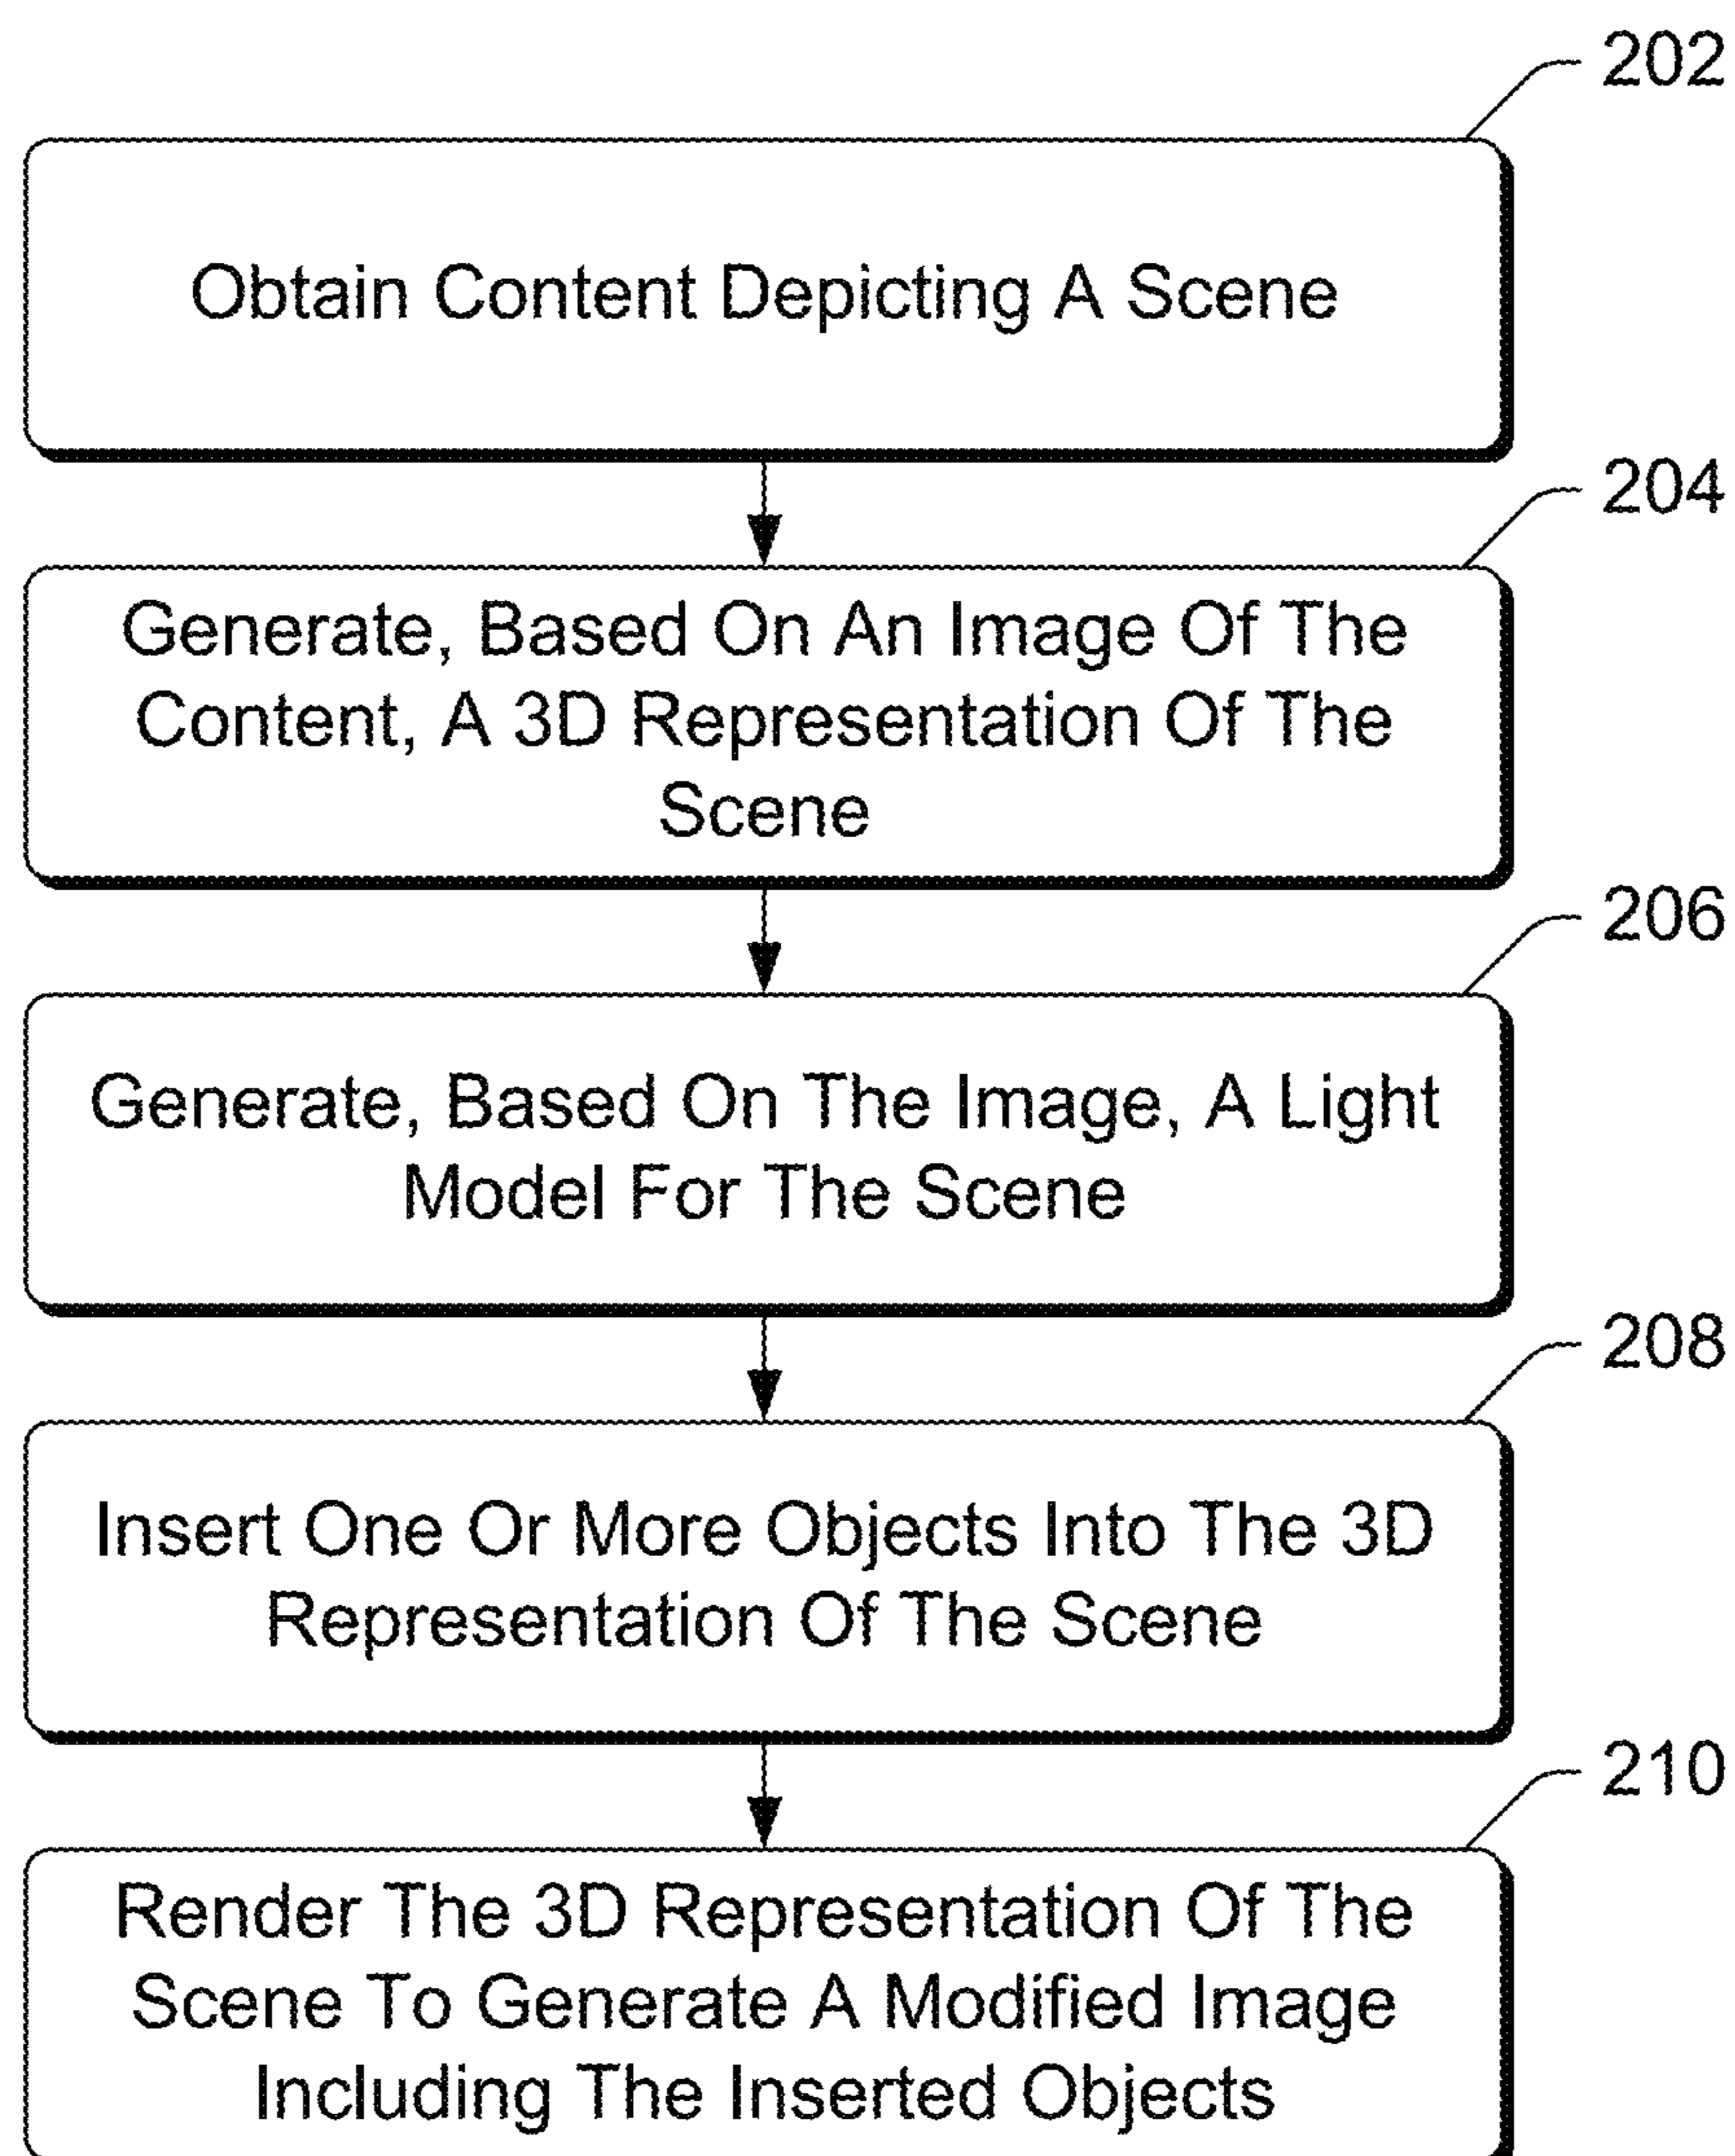 202
Obtain Content Depicting A Scene
204
Generate, Based On An Image Of The
Content, A 3D Representation Of The
Scene
206
Generate, Based On The Image, A Light
Model For The Scene
208
Insert One Or More Objects Into The 3D
Representation Of The Scene
210
Render The 3D Representation Of The
Scene To Generate A Modified Image
Including The Inserted Objects